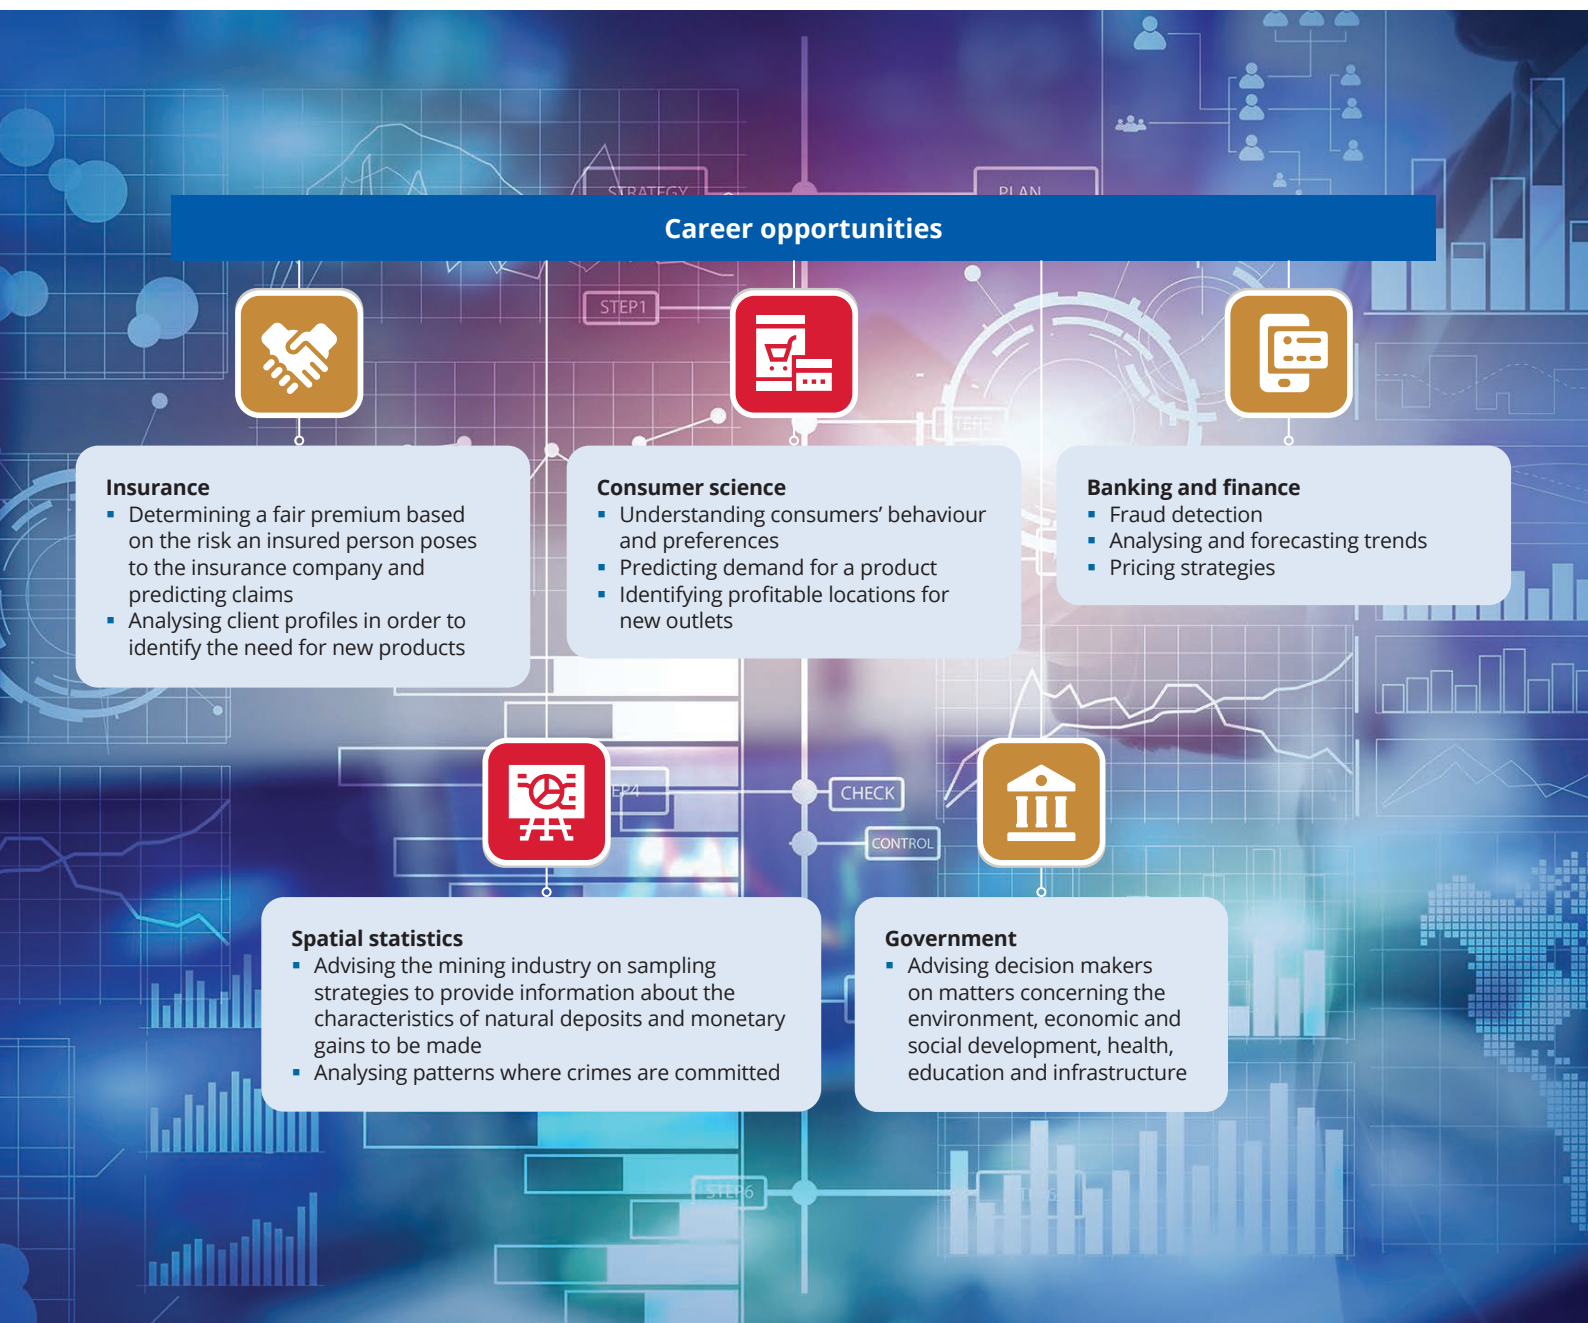 STRATEGY
PLAN
Career opportunities
STEP1
Insurance
▪ Determining a fair premium based
on the risk an insured person poses
to the insurance company and
predicting claims
▪ Analysing client profiles in order to
identify the need for new products
Consumer science
▪ Understanding consumers’ behaviour
and preferences
▪ Predicting demand for a product
▪ Identifying profitable locations for
new outlets
Banking and finance
▪ Fraud detection
▪ Analysing and forecasting trends
▪ Pricing strategies
CHECK
CONTROL
Spatial statistics
▪ Advising the mining industry on sampling
strategies to provide information about the
characteristics of natural deposits and monetary
gains to be made
▪ Analysing patterns where crimes are committed
Government
▪ Advising decision makers
on matters concerning the
environment, economic and
social development, health,
education and infrastructure
STEP6